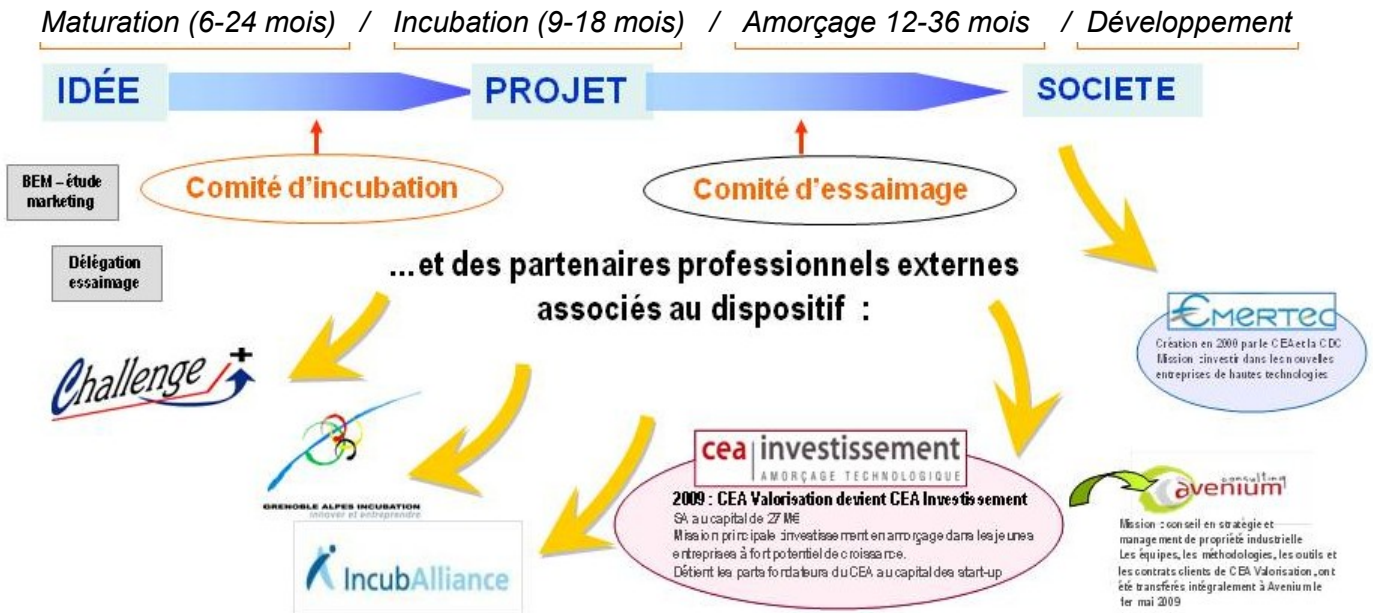 Maturation (6-24 mois) / Incubation (9-18 mois) / Amorçage 12-36 mois / Développement
IDÉE
PROJET
SOCIETE
BEM – étude
marketing
Comité d'incubation
Comité d'essaimage
Délégation
essaimage
...et des partenaires professionnels externes
associés au dispositif :
Challenge +
EMERTEC
Création en 2000 par le CEA et la CDC
Mission : investir dans les nouvelles
entreprises de hautes technologies
GRENOBLE ALPES INCUBATION
innover et entreprendre
IncubAlliance
cea investissement
AMORÇAGE TECHNOLOGIQUE
2009 : CEA Valorisation devient CEA Investissement
SA au capital de 27 M€
Mission principale : investissement en amorçage dans les jeunes
entreprises à fort potentiel de croissance.
Détient les parts fondateurs du CEA au capital des start-up
consulting
avenium
Mission : conseil en stratégie et
management de propriété industrielle
Les équipes, les méthodologies, les outils et
les contrats clients de CEA Valorisation, ont
été transférés intégralement à Avenium le
1er mai 2009